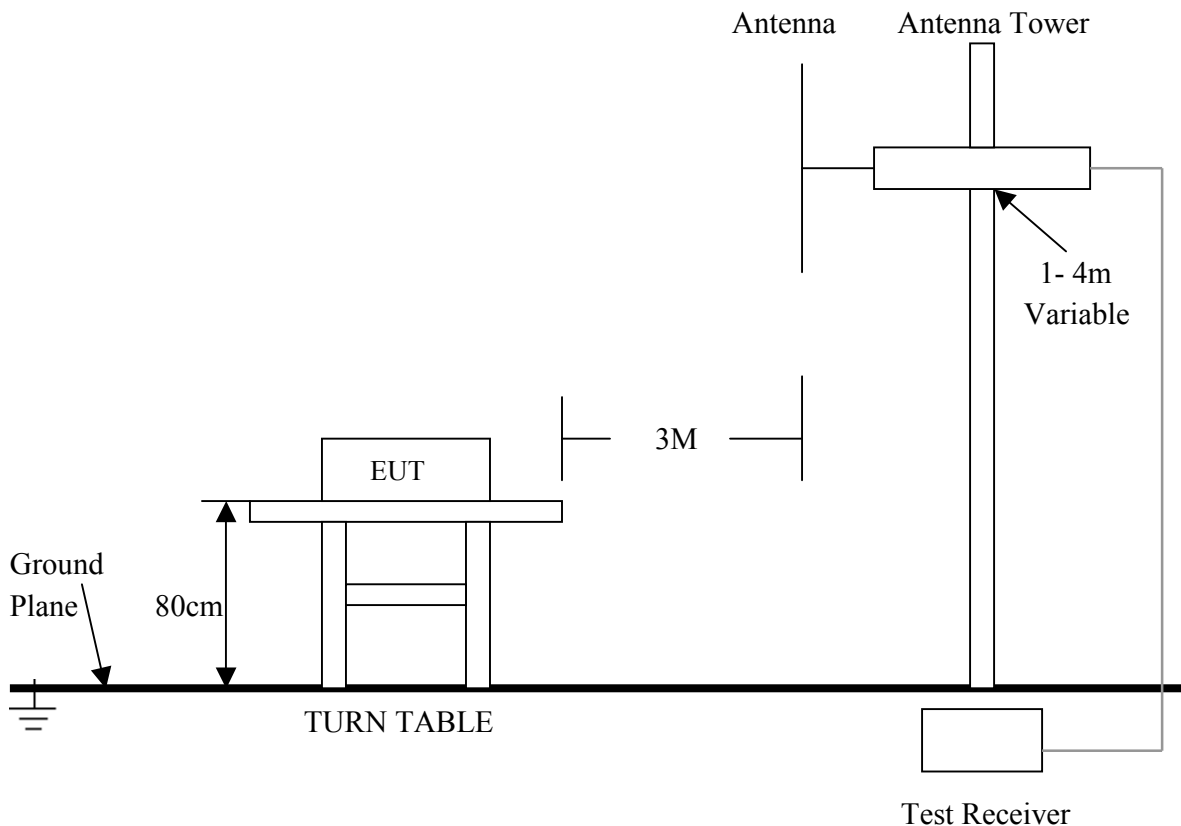 Antenna
Antenna Tower
1- 4m
Variable
3M
EUT
Ground
Plane
80cm
TURN TABLE
Test Receiver